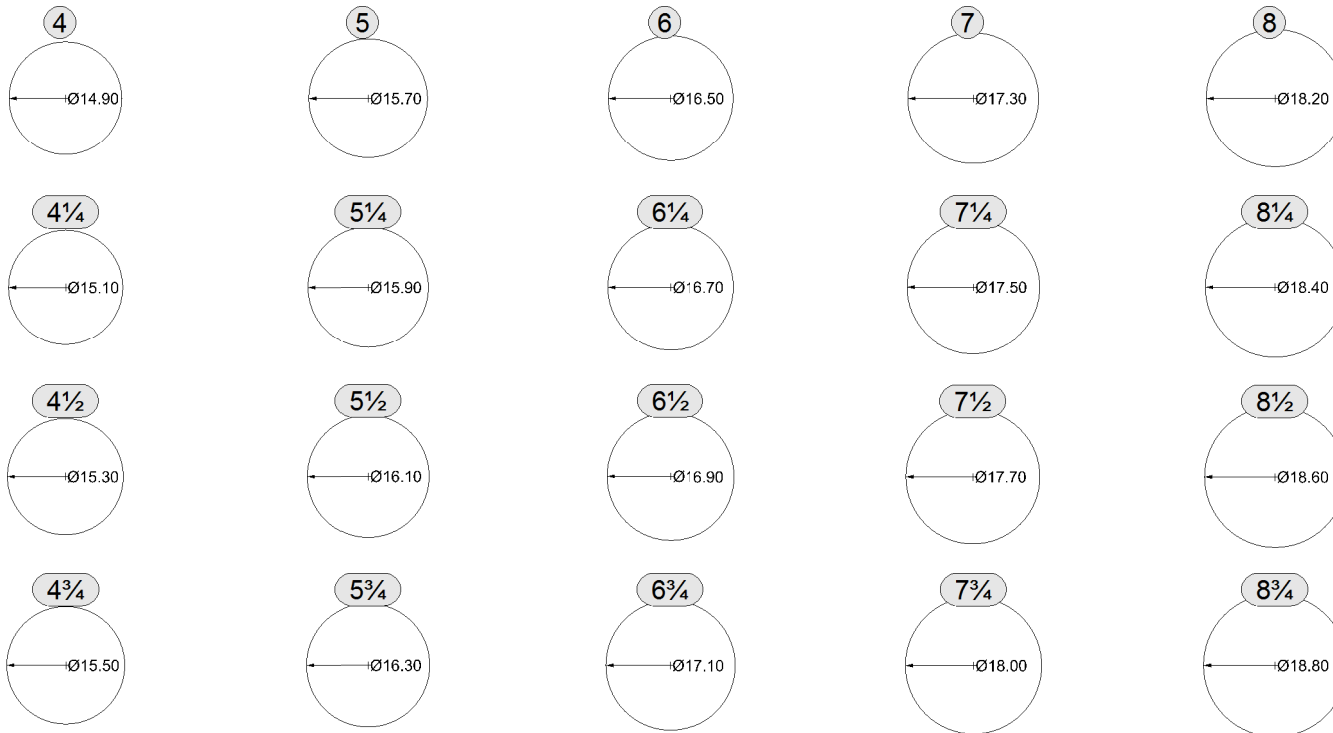 4 5 6 7 8
Ø14.90 Ø15.70 Ø16.50 Ø17.30 Ø18.20
4¼ 5¼ 6¼ 7¼ 8¼
Ø15.10 Ø15.90 Ø16.70 Ø17.50 Ø18.40
4½ 5½ 6½ 7½ 8½
Ø15.30 Ø16.10 Ø16.90 Ø17.70 Ø18.60
4¾ 5¾ 6¾ 7¾ 8¾
Ø15.50 Ø16.30 Ø17.10 Ø18.00 Ø18.80